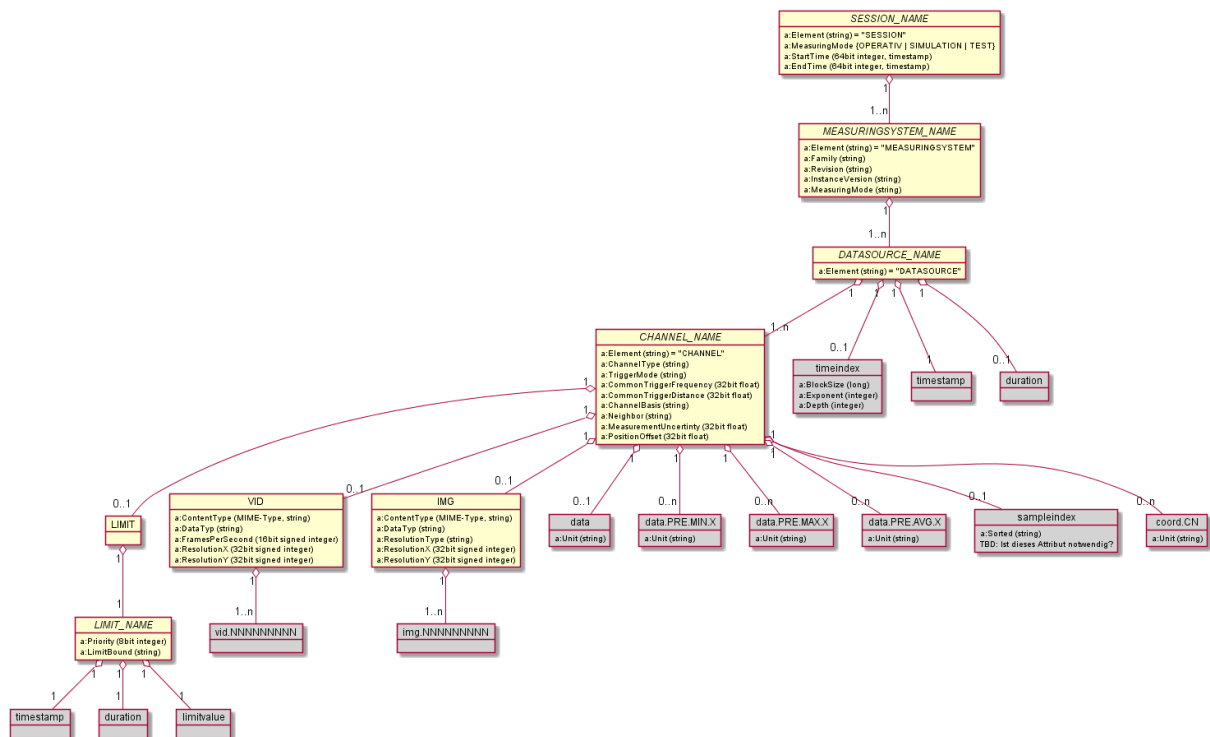 SESSION_NAME
a:Element (string) = "SESSION"
a:MeasuringMode {OPERATIV | SIMULATION | TEST}
a:StartTime (64bit integer, timestamp)
a:EndTime (64bit integer, timestamp)
1
1..n
MEASURINGSYSTEM_NAME
a:Element (string) = "MEASURINGSYSTEM"
a:Family (string)
a:Revision (string)
a:InstanceVersion (string)
a:MeasuringMode (string)
1
1..n
DATASOURCE_NAME
a:Element (string) = "DATASOURCE"
1 1 1 1
1..n
0..1
1
0..1
CHANNEL_NAME
a:Element (string) = "CHANNEL"
a:ChannelType (string)
a:TriggerMode (string)
a:CommonTriggerFrequency (32bit float)
a:CommonTriggerDistance (32bit float)
a:ChannelBasis (string)
a:Neighbor (string)
a:MeasurementUncertinty (32bit float)
a:PositionOffset (32bit float)
timeindex
a:BlockSize (long)
a:Exponent (integer)
a:Depth (integer)
timestamp
duration
1
1
1
1 1 1 1 1 1
0..1
0..1
0..1
0..1
0..n
0..n
0..n
0..1
0..n
LIMIT
VID
a:ContentType (MIME-Type, string)
a:DataTyp (string)
a:FramesPerSecond (16bit signed integer)
a:ResolutionX (32bit signed integer)
a:ResolutionY (32bit signed integer)
IMG
a:ContentType (MIME-Type, string)
a:DataTyp (string)
a:ResolutionType (string)
a:ResolutionX (32bit signed integer)
a:ResolutionY (32bit signed integer)
data
a:Unit (string)
data.PRE.MIN.X
a:Unit (string)
data.PRE.MAX.X
a:Unit (string)
data.PRE.AVG.X
a:Unit (string)
sampleindex
a:Sorted (string)
TBD: Ist dieses Attribut notwendig?
coord.CN
a:Unit (string)
1
1
1
1..n
1
1..n
LIMIT_NAME
a:Priority (8bit integer)
a:LimitBound (string)
vid.NNNNNNNNN
img.NNNNNNNNN
1 1 1
1 1 1
timestamp
duration
limitvalue